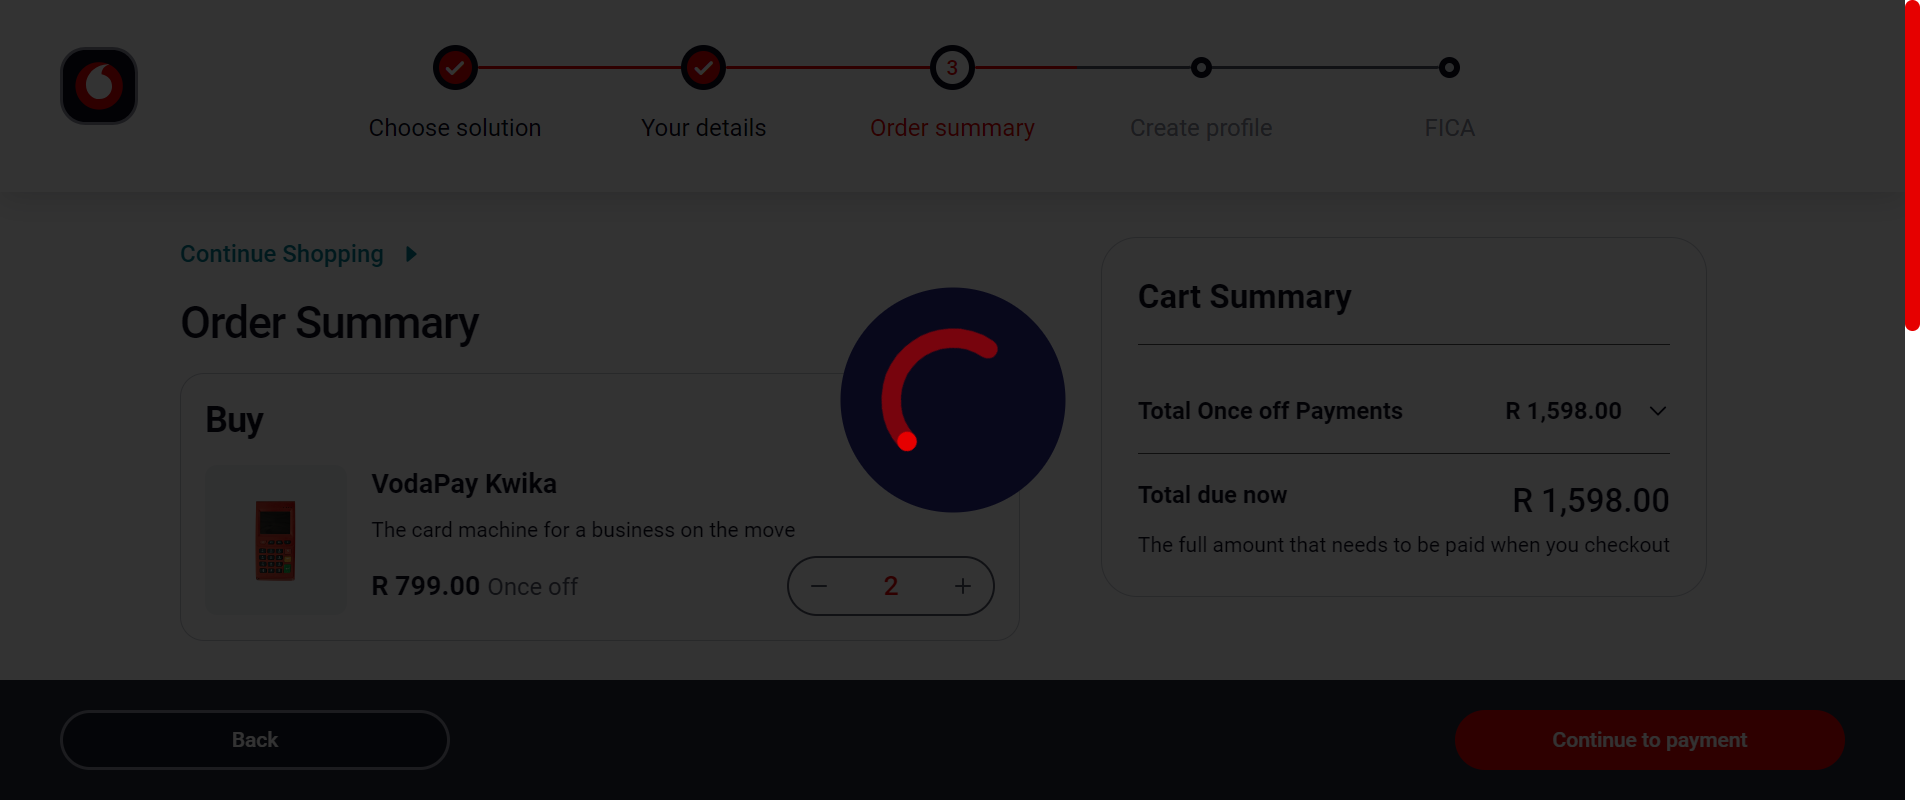 3
Choose solution
Your details
Order summary
Create profile
FICA
Continue Shopping
Order Summary
Buy
VodaPay Kwika
The card machine for a business on the move
R 799.00 Once off
2
Cart Summary
Total Once off Payments R 1,598.00
Total due now R 1,598.00
The full amount that needs to be paid when you checkout
Back
Continue to payment